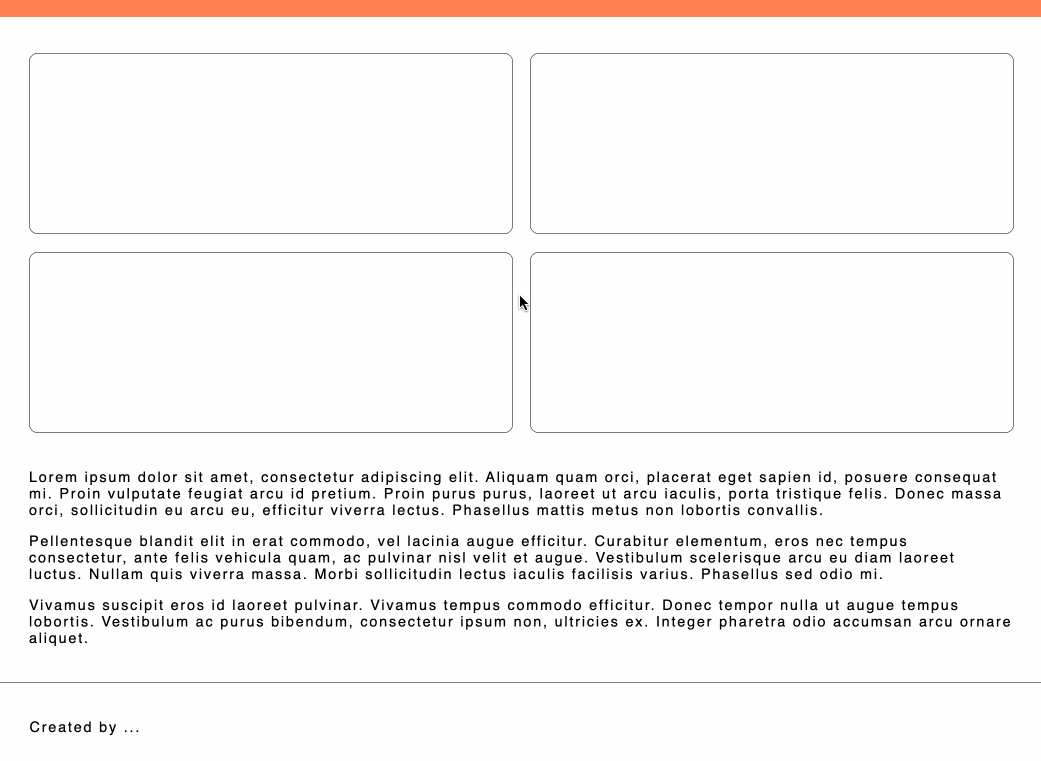 Lorem ipsum dolor sit amet, consectetur adipiscing elit. Aliquam quam orci, placerat eget sapien id, posuere consequat
mi. Proin vulputate feugiat arcu id pretium. Proin purus purus, laoreet ut arcu iaculis, porta tristique felis. Donec massa
orci, sollicitudin eu arcu eu, efficitur viverra lectus. Phasellus mattis metus non lobortis convallis.
Pellentesque blandit elit in erat commodo, vel lacinia augue efficitur. Curabitur elementum, eros nec tempus
consectetur, ante felis vehicula quam, ac pulvinar nisl velit et augue. Vestibulum scelerisque arcu eu diam laoreet
luctus. Nullam quis viverra massa. Morbi sollicitudin lectus iaculis facilisis varius. Phasellus sed odio mi.
Vivamus suscipit eros id laoreet pulvinar. Vivamus tempus commodo efficitur. Donec tempor nulla ut augue tempus
lobortis. Vestibulum ac purus bibendum, consectetur ipsum non, ultricies ex. Integer pharetra odio accumsan arcu ornare
aliquet.
Created by ...